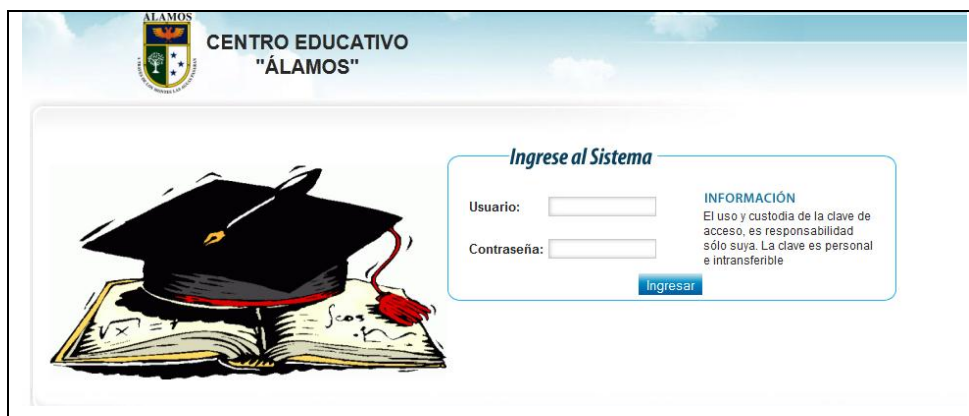 ALAMOS
CENTRO EDUCATIVO
"ÁLAMOS"
Ingrese al Sistema
Usuario:
Contraseña:
INFORMACIÓN
El uso y custodia de la clave de
acceso, es responsabilidad
sólo suya. La clave es personal
e intransferible
Ingresar
√x
∫cos